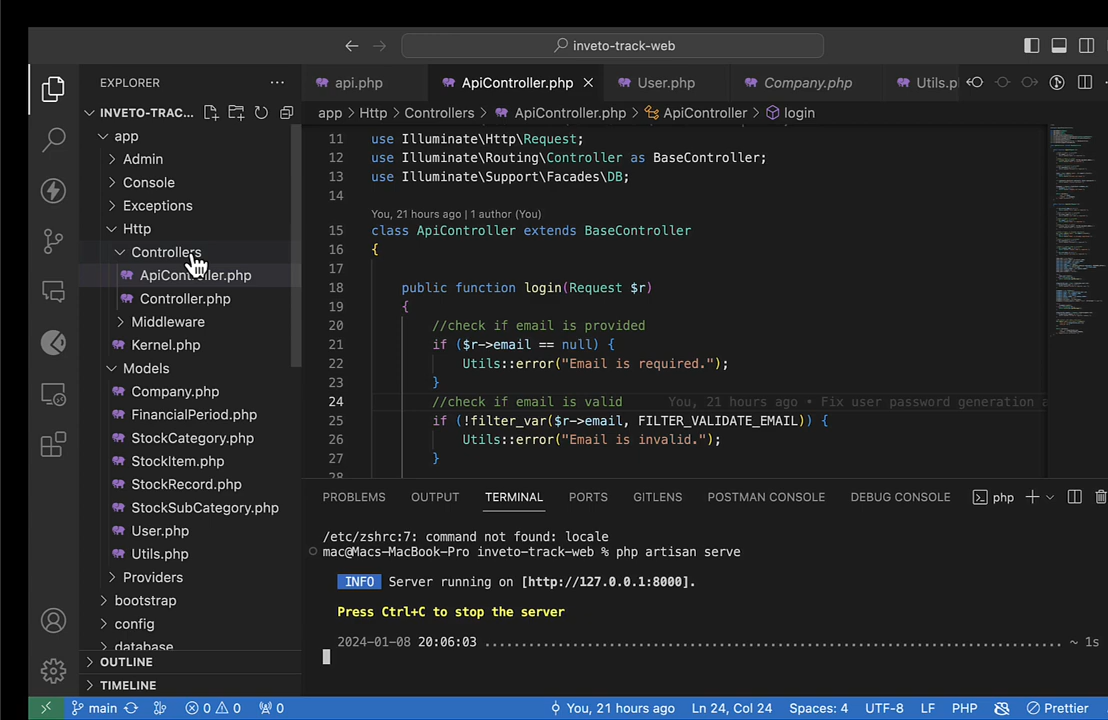 inveto-track-web
EXPLORER
INVETO-TRAC...
app
Admin
Console
Exceptions
Http
Controllers
ApiController.php
Controller.php
Middleware
Kernel.php
Models
Company.php
FinancialPeriod.php
StockCategory.php
StockItem.php
StockRecord.php
StockSubCategory.php
User.php
Utils.php
Providers
bootstrap
config
database
OUTLINE
TIMELINE
api.php
ApiController.php
User.php
Company.php
Utils.p
app > Http > Controllers > ApiController.php > ApiController > login
11 use Illuminate\Http\Request;
12 use Illuminate\Routing\Controller as BaseController;
13 use Illuminate\Support\Facades\DB;
14
You, 21 hours ago | 1 author (You)
15 class ApiController extends BaseController
16 {
17
18 public function login(Request $r)
19 {
20 //check if email is provided
21 if ($r->email == null) {
22 Utils::error("Email is required.");
23 }
24 //check if email is valid You, 21 hours ago • Fix user password generation a
25 if (!filter_var($r->email, FILTER_VALIDATE_EMAIL)) {
26 Utils::error("Email is invalid.");
27 }
28
PROBLEMS OUTPUT TERMINAL PORTS GITLENS POSTMAN CONSOLE DEBUG CONSOLE php
/etc/zshrc:7: command not found: locale
mac@Macs-MacBook-Pro inveto-track-web % php artisan serve
INFO Server running on [http://127.0.0.1:8000].
Press Ctrl+C to stop the server
2024-01-08 20:06:03 ................................................................ ~ 1s
main 0 0 0 You, 21 hours ago Ln 24, Col 24 Spaces: 4 UTF-8 LF PHP Prettier